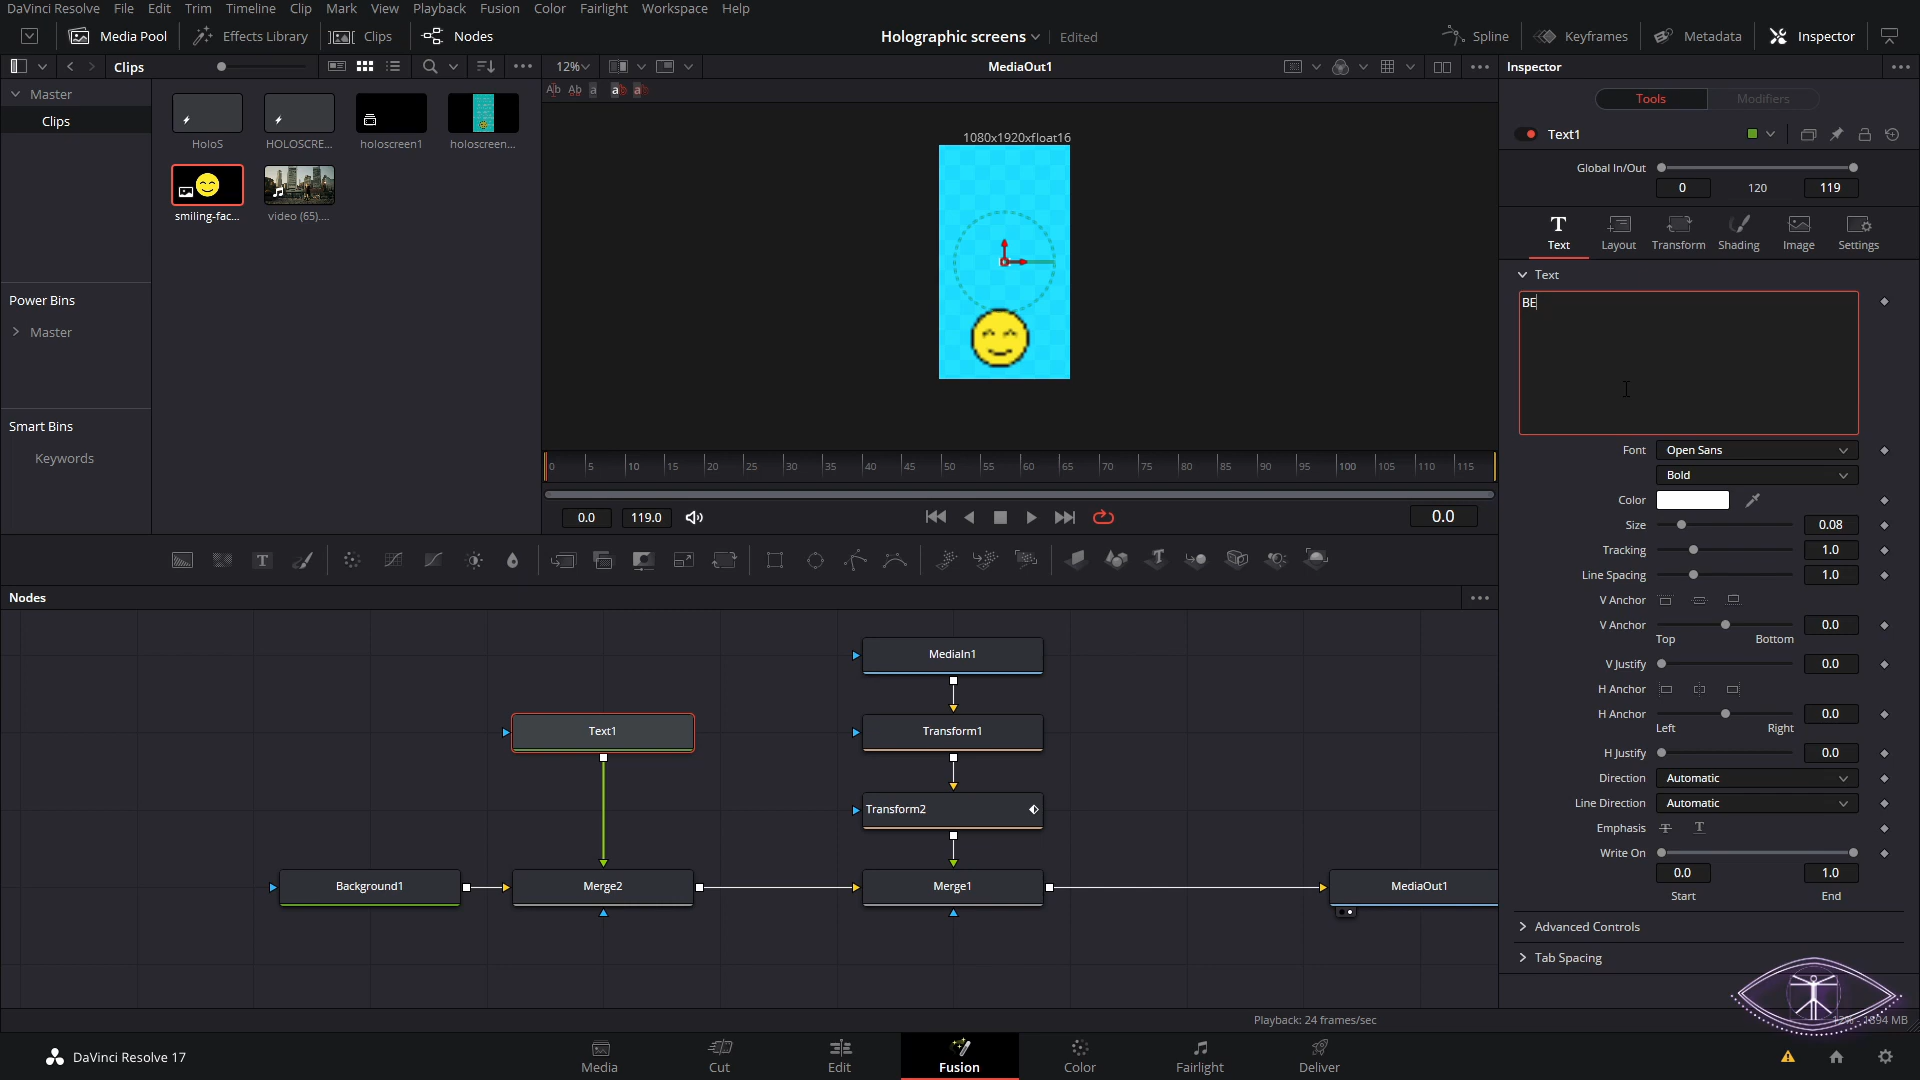 DaVinci Resolve File Edit Trim Timeline Clip Mark View Playback Fusion Color Fairlight Workspace Help
Media Pool Effects Library Clips Nodes Holographic screens Edited Spline Keyframes Metadata Inspector
Clips 12% MediaOut1 Inspector
Master
Clips
HoloS HOLOSCRE... holoscreen1 holoscreen...
smiling-fac... video (65)....
Power Bins
Master
Smart Bins
Keywords
Ab Ab a a a
1080x1920xfloat16
0 5 10 15 20 25 30 35 40 45 50 55 60 65 70 75 80 85 90 95 100 105 110 115
0.0 119.0 0.0
Tools Modifiers
Text1
Global In/Out
0 120 119
T
Text Layout Transform Shading Image Settings
Text
BE
Font Open Sans
Bold
Color
Size 0.08
Tracking 1.0
Line Spacing 1.0
V Anchor
V Anchor 0.0
Top Bottom
V Justify 0.0
H Anchor
H Anchor 0.0
Left Right
H Justify 0.0
Direction Automatic
Line Direction Automatic
Emphasis T T
Write On
0.0 1.0
Start End
Advanced Controls
Tab Spacing
Nodes
MediaIn1
Text1 Transform1
Transform2
Background1 Merge2 Merge1 MediaOut1
Playback: 24 frames/sec
DaVinci Resolve 17 Media Cut Edit Fusion Color Fairlight Deliver